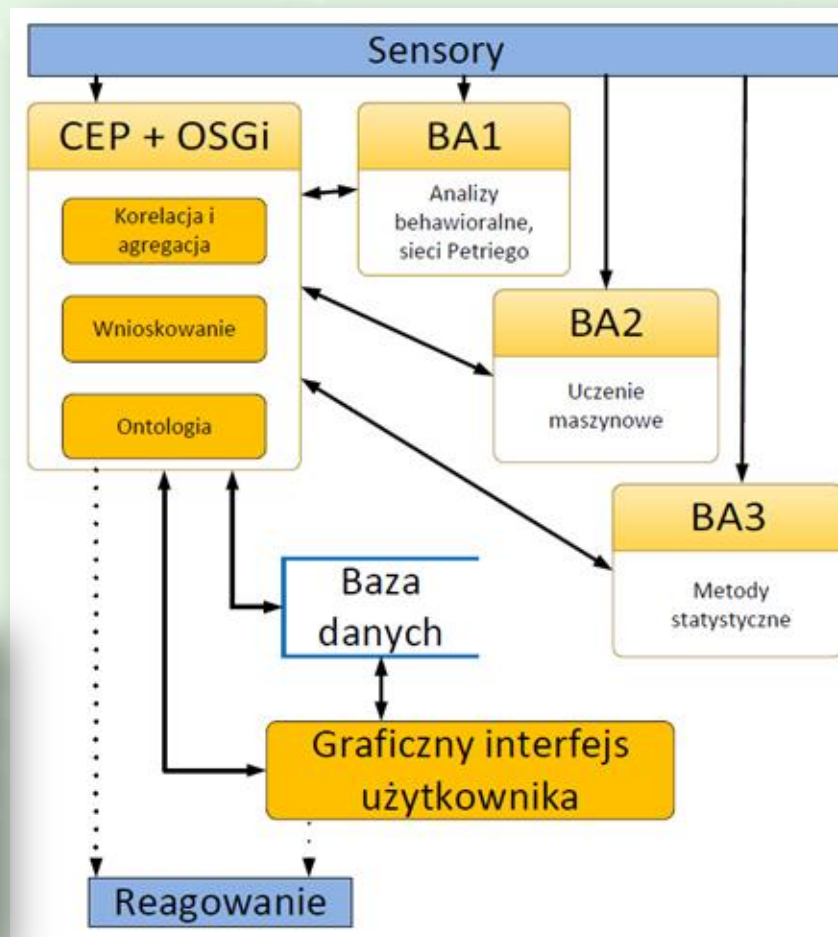 Sensory
CEP + OSGi
Korelacja i
agregacja
Wnioskowanie
Ontologia
BA1
Analizy
behawioralne,
sieci Petriego
BA2
Uczenie
maszynowe
BA3
Metody
statystyczne
Baza
danych
Graficzny interfejs
użytkownika
Reagowanie